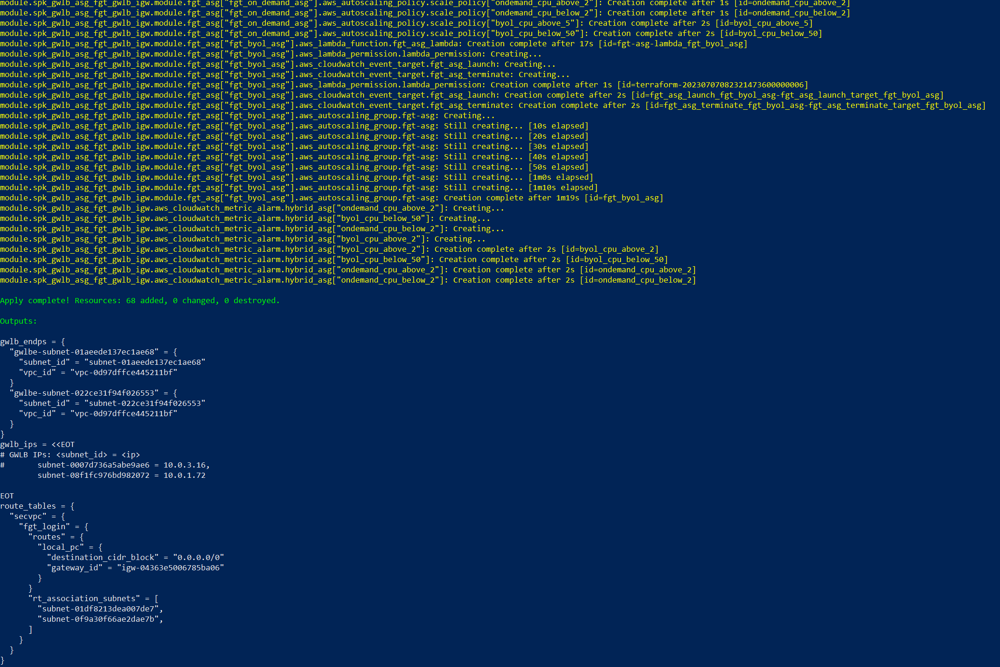 module.spk_gwlb_asg_fgt_gwlb_igw.module.fgt_asg["fgt_on_demand_asg"].aws_autoscaling_policy.scale_policy["ondemand_cpu_above_2"]: Creation complete after 1s [id=ondemand_cpu_above_2]
module.spk_gwlb_asg_fgt_gwlb_igw.module.fgt_asg["fgt_on_demand_asg"].aws_autoscaling_policy.scale_policy["ondemand_cpu_below_2"]: Creation complete after 1s [id=ondemand_cpu_below_2]
module.spk_gwlb_asg_fgt_gwlb_igw.module.fgt_asg["fgt_on_demand_asg"].aws_autoscaling_policy.scale_policy["byol_cpu_above_5"]: Creation complete after 2s [id=byol_cpu_above_5]
module.spk_gwlb_asg_fgt_gwlb_igw.module.fgt_asg["fgt_on_demand_asg"].aws_autoscaling_policy.scale_policy["byol_cpu_below_50"]: Creation complete after 2s [id=byol_cpu_below_50]
module.spk_gwlb_asg_fgt_gwlb_igw.module.fgt_asg["fgt_byol_asg"].aws_lambda_function.fgt_asg_lambda: Creation complete after 17s [id=fgt-asg-lambda_fgt_byol_asg]
module.spk_gwlb_asg_fgt_gwlb_igw.module.fgt_asg["fgt_byol_asg"].aws_lambda_permission.lambda_permission: Creating...
module.spk_gwlb_asg_fgt_gwlb_igw.module.fgt_asg["fgt_byol_asg"].aws_cloudwatch_event_target.fgt_asg_launch: Creating...
module.spk_gwlb_asg_fgt_gwlb_igw.module.fgt_asg["fgt_byol_asg"].aws_cloudwatch_event_target.fgt_asg_terminate: Creating...
module.spk_gwlb_asg_fgt_gwlb_igw.module.fgt_asg["fgt_byol_asg"].aws_lambda_permission.lambda_permission: Creation complete after 1s [id=terraform-20230707082321473600000006]
module.spk_gwlb_asg_fgt_gwlb_igw.module.fgt_asg["fgt_byol_asg"].aws_cloudwatch_event_target.fgt_asg_launch: Creation complete after 2s [id=fgt_asg_launch_fgt_byol_asg-fgt_asg_launch_target_fgt_byol_asg]
module.spk_gwlb_asg_fgt_gwlb_igw.module.fgt_asg["fgt_byol_asg"].aws_cloudwatch_event_target.fgt_asg_terminate: Creation complete after 2s [id=fgt_asg_terminate_fgt_byol_asg-fgt_asg_terminate_target_fgt_byol_asg]
module.spk_gwlb_asg_fgt_gwlb_igw.module.fgt_asg["fgt_byol_asg"].aws_autoscaling_group.fgt-asg: Creating...
module.spk_gwlb_asg_fgt_gwlb_igw.module.fgt_asg["fgt_byol_asg"].aws_autoscaling_group.fgt-asg: Still creating... [10s elapsed]
module.spk_gwlb_asg_fgt_gwlb_igw.module.fgt_asg["fgt_byol_asg"].aws_autoscaling_group.fgt-asg: Still creating... [20s elapsed]
module.spk_gwlb_asg_fgt_gwlb_igw.module.fgt_asg["fgt_byol_asg"].aws_autoscaling_group.fgt-asg: Still creating... [30s elapsed]
module.spk_gwlb_asg_fgt_gwlb_igw.module.fgt_asg["fgt_byol_asg"].aws_autoscaling_group.fgt-asg: Still creating... [40s elapsed]
module.spk_gwlb_asg_fgt_gwlb_igw.module.fgt_asg["fgt_byol_asg"].aws_autoscaling_group.fgt-asg: Still creating... [50s elapsed]
module.spk_gwlb_asg_fgt_gwlb_igw.module.fgt_asg["fgt_byol_asg"].aws_autoscaling_group.fgt-asg: Still creating... [1m0s elapsed]
module.spk_gwlb_asg_fgt_gwlb_igw.module.fgt_asg["fgt_byol_asg"].aws_autoscaling_group.fgt-asg: Still creating... [1m10s elapsed]
module.spk_gwlb_asg_fgt_gwlb_igw.module.fgt_asg["fgt_byol_asg"].aws_autoscaling_group.fgt-asg: Creation complete after 1m19s [id=fgt_byol_asg]
module.spk_gwlb_asg_fgt_gwlb_igw.aws_cloudwatch_metric_alarm.hybrid_asg["ondemand_cpu_above_2"]: Creating...
module.spk_gwlb_asg_fgt_gwlb_igw.aws_cloudwatch_metric_alarm.hybrid_asg["byol_cpu_below_50"]: Creating...
module.spk_gwlb_asg_fgt_gwlb_igw.aws_cloudwatch_metric_alarm.hybrid_asg["ondemand_cpu_below_2"]: Creating...
module.spk_gwlb_asg_fgt_gwlb_igw.aws_cloudwatch_metric_alarm.hybrid_asg["byol_cpu_above_2"]: Creating...
module.spk_gwlb_asg_fgt_gwlb_igw.aws_cloudwatch_metric_alarm.hybrid_asg["byol_cpu_above_2"]: Creation complete after 2s [id=byol_cpu_above_2]
module.spk_gwlb_asg_fgt_gwlb_igw.aws_cloudwatch_metric_alarm.hybrid_asg["byol_cpu_below_50"]: Creation complete after 2s [id=byol_cpu_below_50]
module.spk_gwlb_asg_fgt_gwlb_igw.aws_cloudwatch_metric_alarm.hybrid_asg["ondemand_cpu_above_2"]: Creation complete after 2s [id=ondemand_cpu_above_2]
module.spk_gwlb_asg_fgt_gwlb_igw.aws_cloudwatch_metric_alarm.hybrid_asg["ondemand_cpu_below_2"]: Creation complete after 2s [id=ondemand_cpu_below_2]

Apply complete! Resources: 68 added, 0 changed, 0 destroyed.

Outputs:

gwlb_endps = {
  "gwlbe-subnet-01aeede137ec1ae68" = {
    "subnet_id" = "subnet-01aeede137ec1ae68"
    "vpc_id" = "vpc-0d97dffce445211bf"
  }
  "gwlbe-subnet-022ce31f94f026553" = {
    "subnet_id" = "subnet-022ce31f94f026553"
    "vpc_id" = "vpc-0d97dffce445211bf"
  }
}
gwlb_ips = <<EOT
# GWLB IPs: <subnet_id> = <ip>
#       subnet-0007d736a5abe9ae6 = 10.0.3.16,
        subnet-08f1fc976bd982072 = 10.0.1.72

EOT
route_tables = {
  "secvpc" = {
    "fgt_login" = {
      "routes" = {
        "local_pc" = {
          "destination_cidr_block" = "0.0.0.0/0"
          "gateway_id" = "igw-04363e5006785ba06"
        }
      }
      "rt_association_subnets" = [
        "subnet-01df8213dea007de7",
        "subnet-0f9a30f66ae2dae7b",
      ]
    }
  }
}